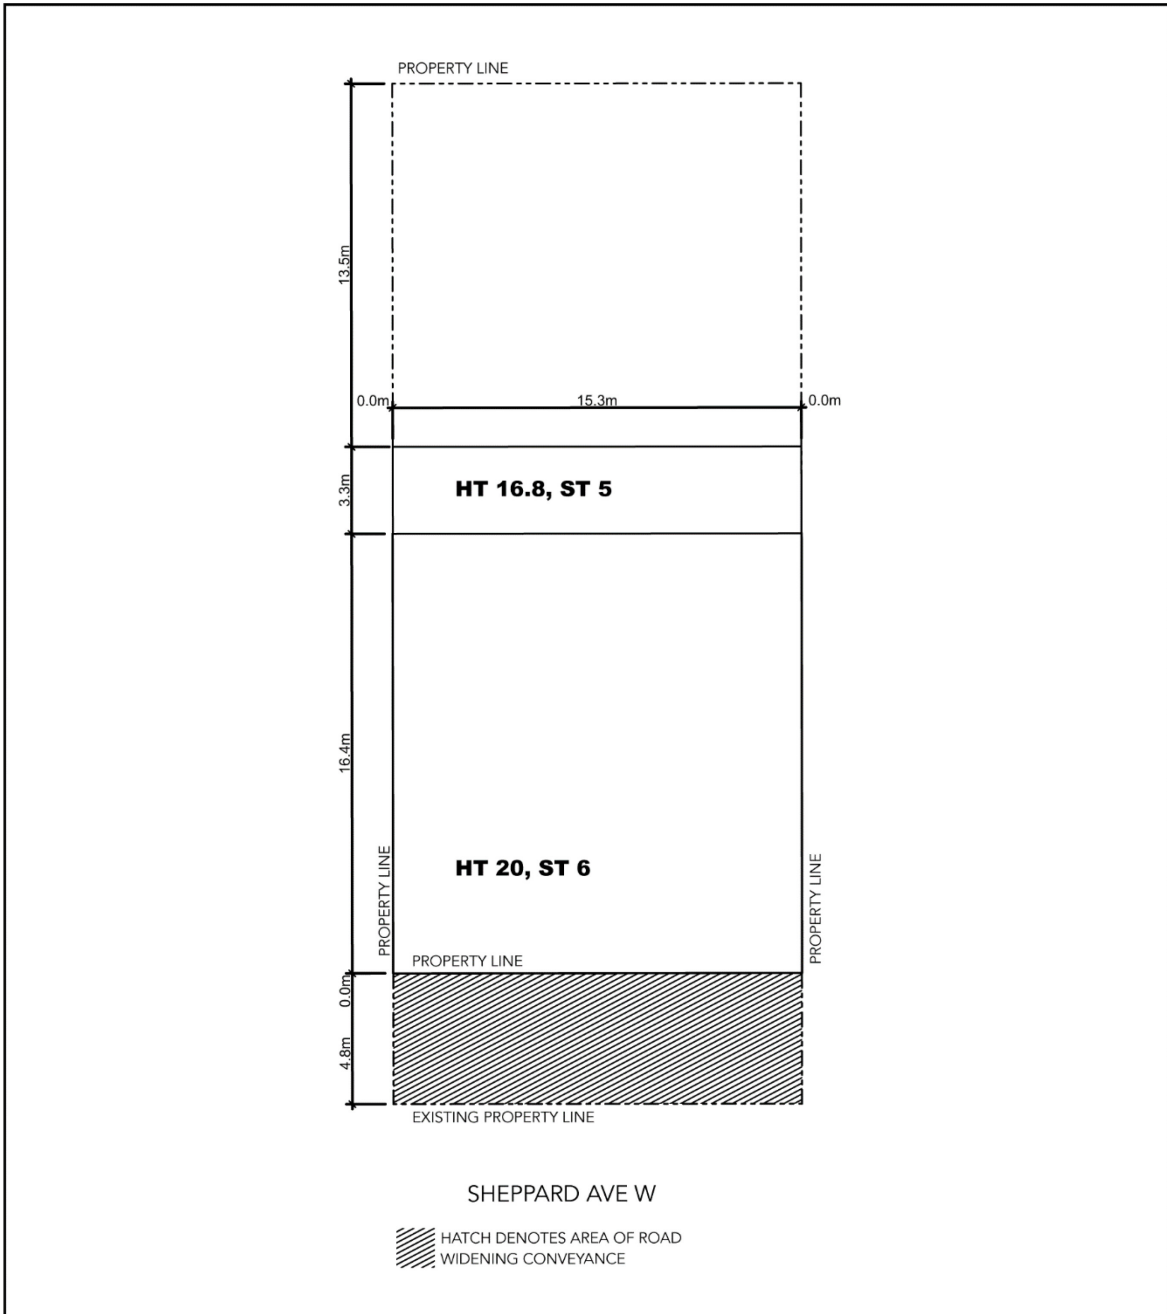 PROPERTY LINE
13.5m
0.0m
15.3m
0.0m
3.3m
HT 16.8, ST 5
16.4m
HT 20, ST 6
PROPERTY LINE
PROPERTY LINE
PROPERTY LINE
0.0m
4.8m
EXISTING PROPERTY LINE
SHEPPARD AVE W
HATCH DENOTES AREA OF ROAD
WIDENING CONVEYANCE